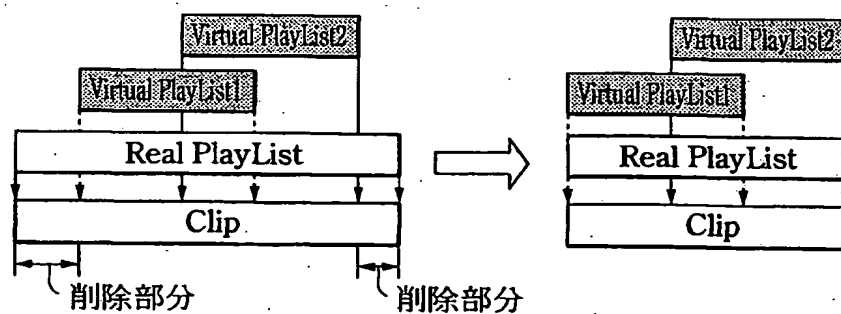 Virtual PlayList2
Virtual PlayList1
Real PlayList
Clip
削除部分
削除部分
Virtual PlayList2
Virtual PlayList1
Real PlayList
Clip